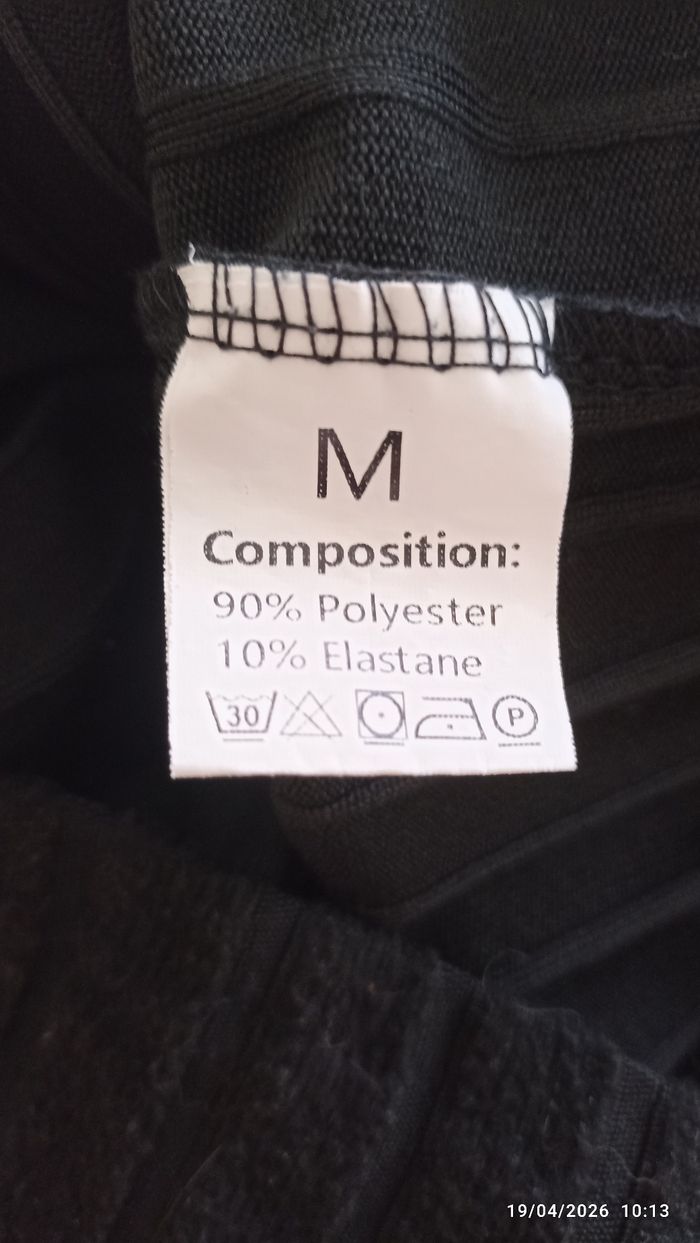 M
Composition:
90% Polyester
10% Elastane
30 P
19/04/2026 10:13